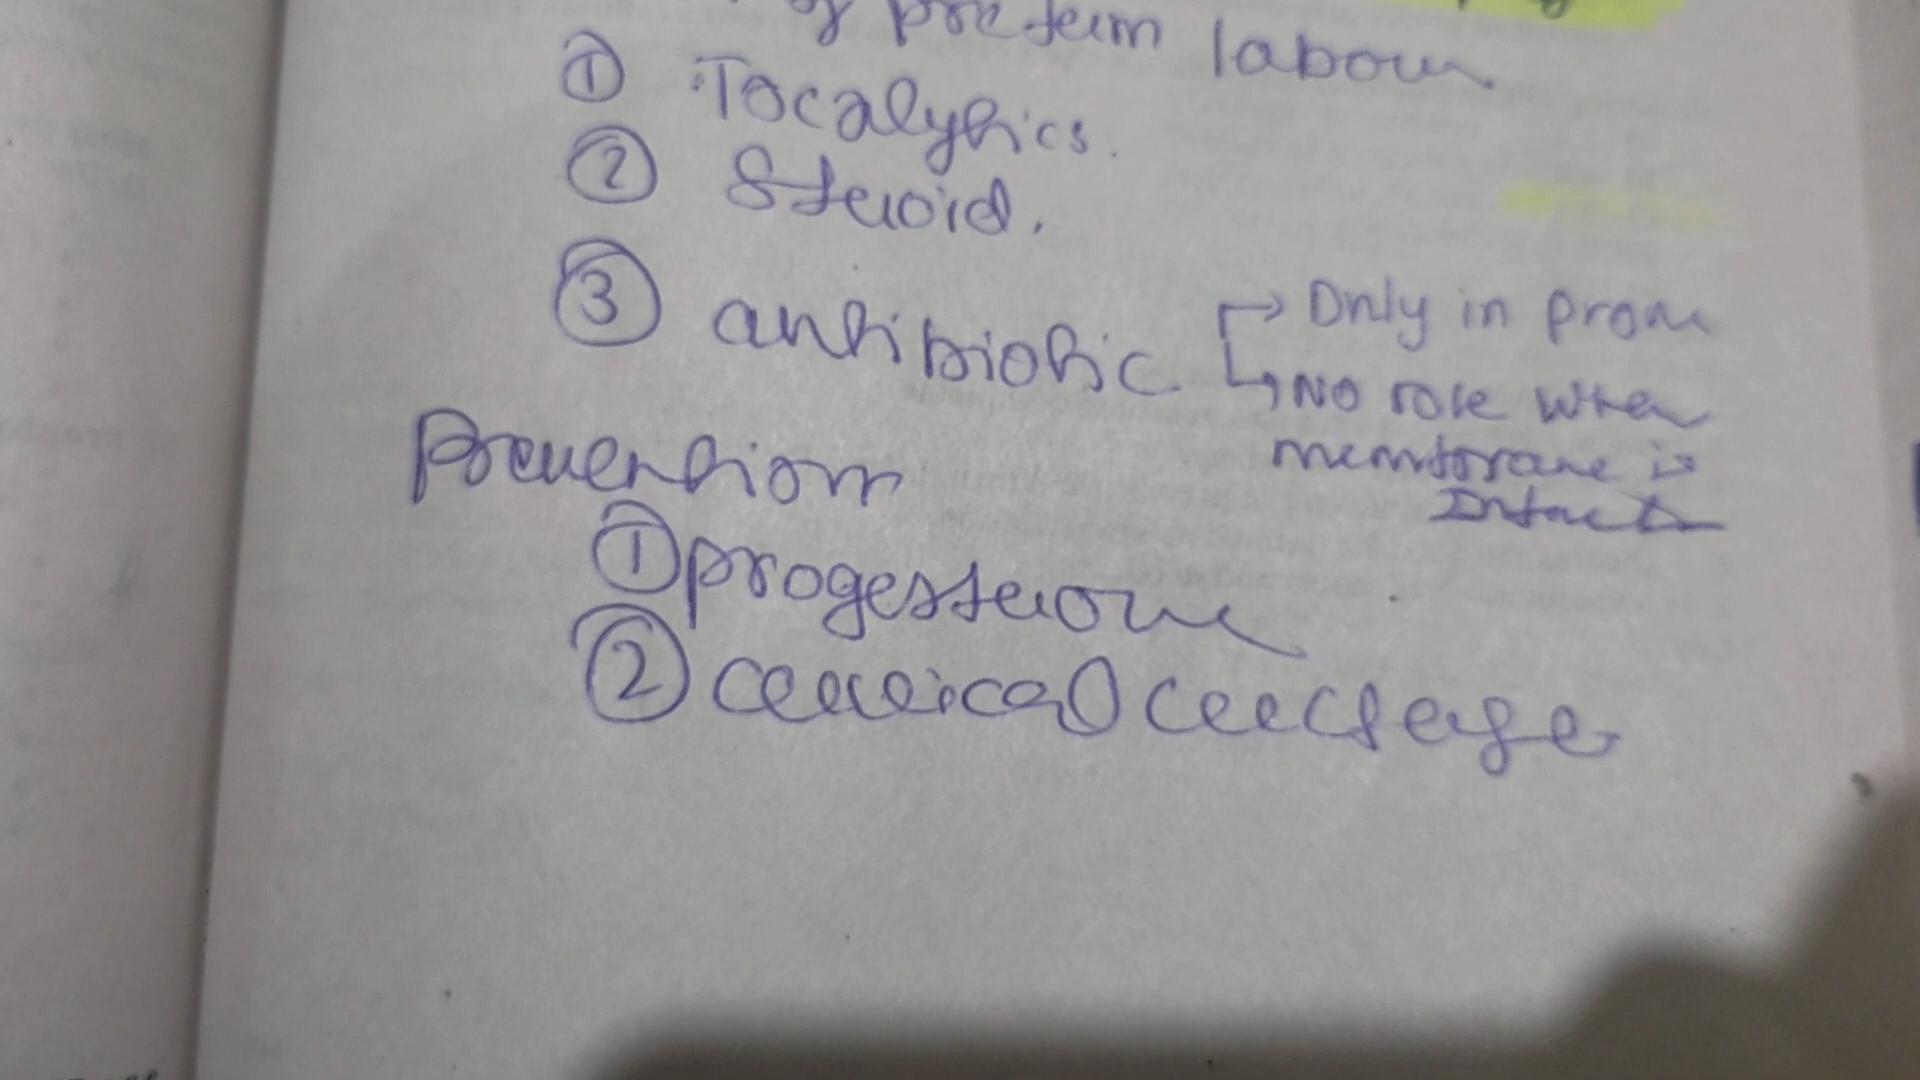 of preterm labour
① Tocalytics.
② Steroid.
③ antibiotic → Only in prom
→ No role when
membrane is
Intact
Prevention
① progesterone
② cervical cerclage